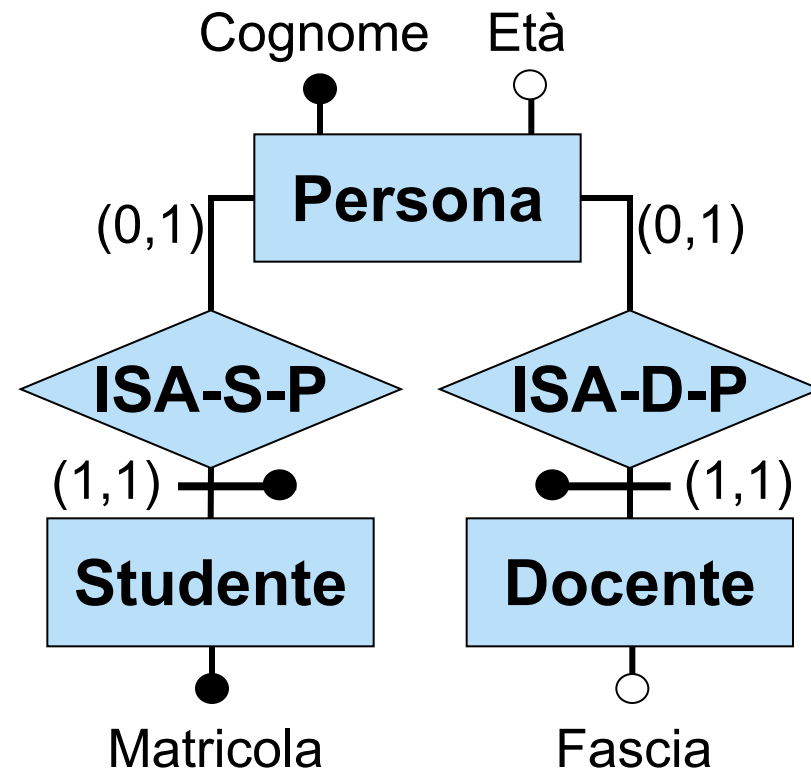 Cognome Età
Persona
(0,1) (0,1)
ISA-S-P ISA-D-P
(1,1) (1,1)
Studente Docente
Matricola Fascia